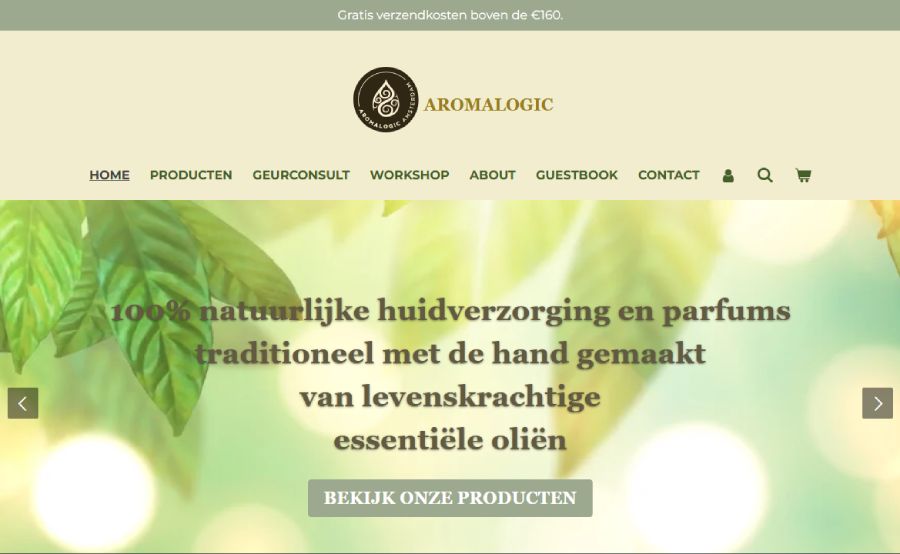 Gratis verzendkosten boven de €160.
AROMALOGIC AMSTERDAM
AROMALOGIC
HOME PRODUCTEN GEURCONSULT WORKSHOP ABOUT GUESTBOOK CONTACT
100% natuurlijke huidverzorging en parfums
traditioneel met de hand gemaakt
van levenskrachtige
essentiële oliën
BEKIJK ONZE PRODUCTEN